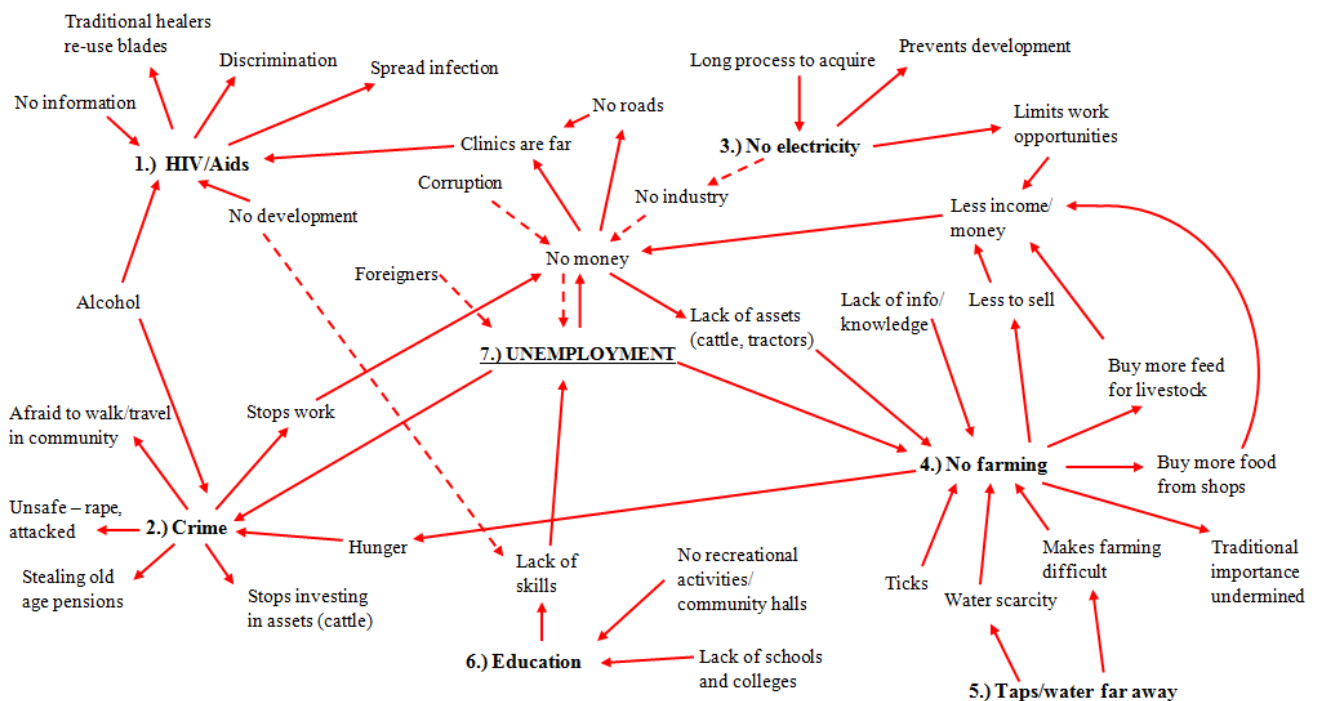 Traditional healers
re-use blades
Discrimination
Spread infection
No information
1.) HIV/Aids
Long process to acquire
Prevents development
No roads
Clinics are far
3.) No electricity
Limits work
opportunities
Corruption
No industry
No development
Less income/
money
No money
Foreigners
Alcohol
Lack of assets
(cattle, tractors)
Lack of info/
knowledge
Less to sell
7.) UNEMPLOYMENT
Buy more feed
for livestock
Afraid to walk/travel
in community
Stops work
4.) No farming
Buy more food
from shops
Unsafe – rape,
attacked
2.) Crime
Hunger
Lack of
skills
No recreational
activities/
community halls
Ticks
Water scarcity
Makes farming
difficult
Traditional
importance
undermined
Stealing old
age pensions
Stops investing
in assets (cattle)
6.) Education
Lack of schools
and colleges
5.) Taps/water far away